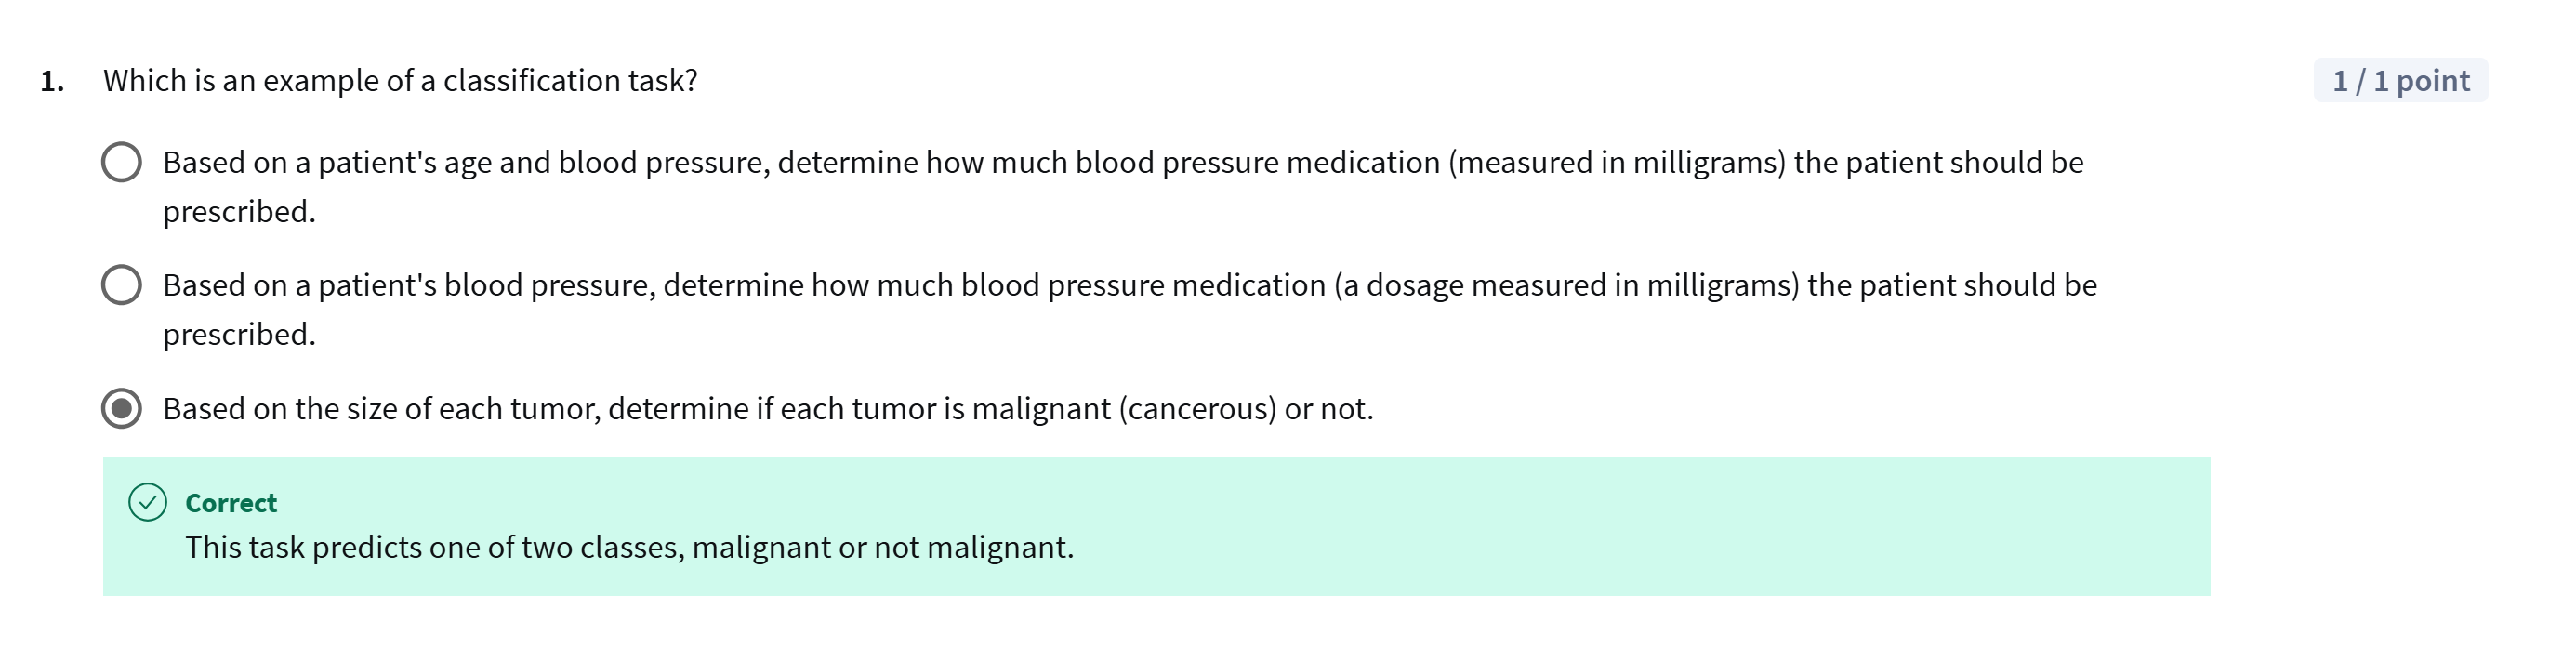 1. Which is an example of a classification task?
1 / 1 point
Based on a patient's age and blood pressure, determine how much blood pressure medication (measured in milligrams) the patient should be
prescribed.
Based on a patient's blood pressure, determine how much blood pressure medication (a dosage measured in milligrams) the patient should be
prescribed.
Based on the size of each tumor, determine if each tumor is malignant (cancerous) or not.
Correct
This task predicts one of two classes, malignant or not malignant.